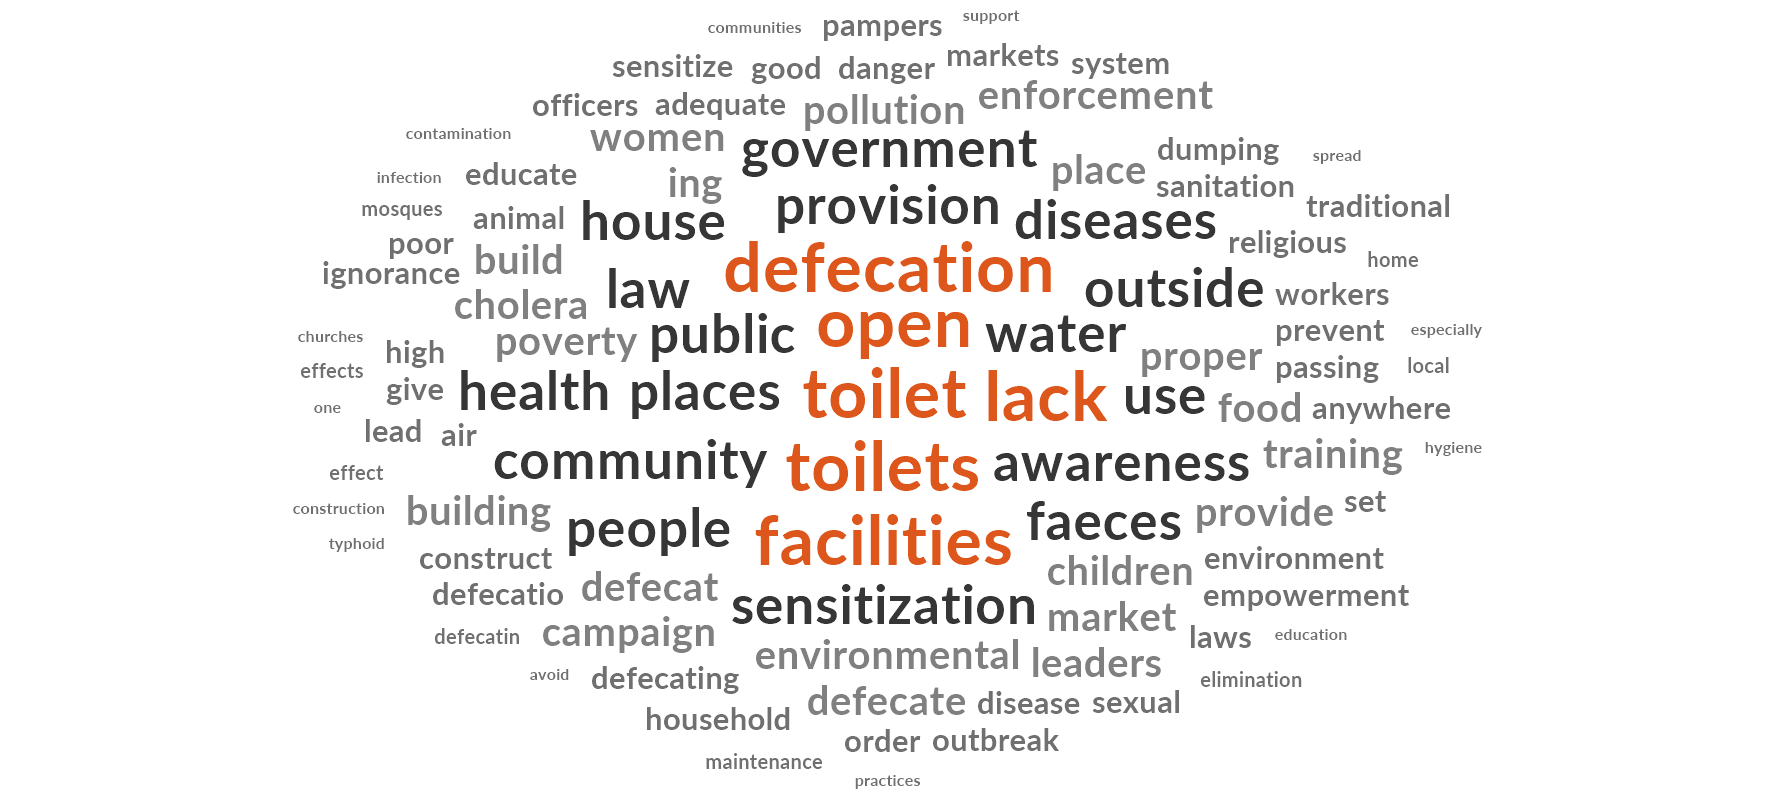 communities pampers support
sensitize good danger markets system
officers adequate pollution enforcement
contamination women government dumping spread
infection educate ing place sanitation
mosques animal house provision diseases traditional
poor build religious home
ignorance law defecation outside workers
cholera open prevent especially
churches poverty public water
effects high proper passing local
one give health places toilet lack use food anywhere
lead air
effect community toilets awareness training hygiene
construction building people facilities faeces provide set
typhoid construct children environment
defecatio defecat sensitization market empowerment
defecatin campaign laws education
avoid defecating environmental leaders elimination
household defecate disease sexual
maintenance order outbreak
practices